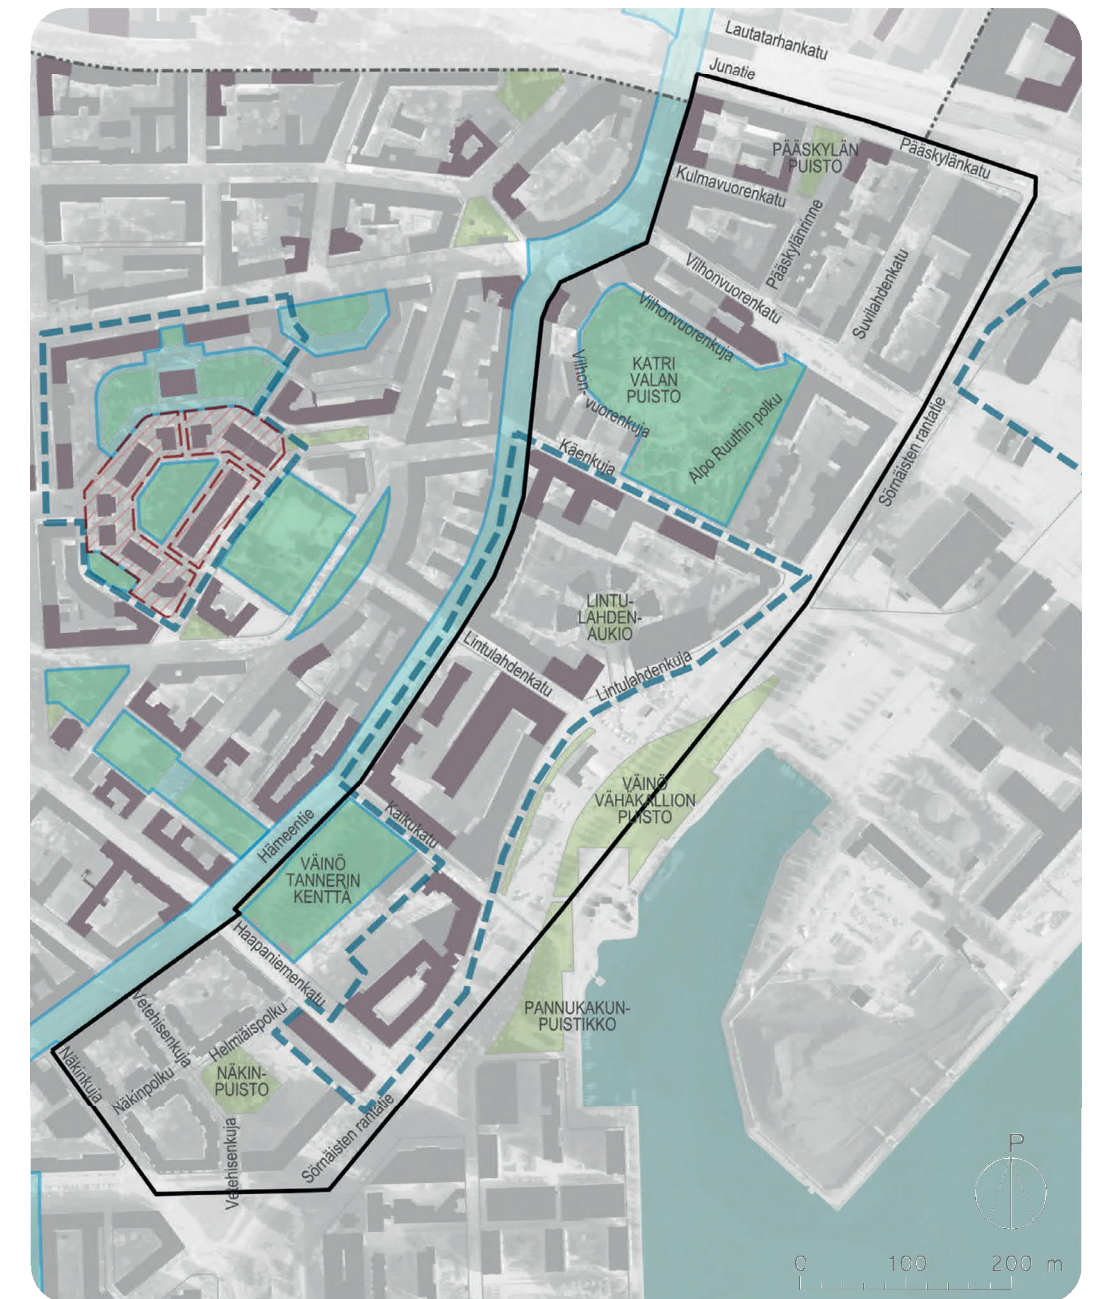 Lautatarhankatu
Junatie
Pääskylänkatu
PÄÄSKYLÄN
PUISTO
Kulmavuorenkatu
Pääskylänrinne
Suvilahdenkatu
Vilhonvuorenkatu
Vilhonvuorenkuja
KATRI
VALAN
PUISTO
Vilhon-
vuorenkuja
Alpo Ruuthin polku
Sörnäisten rantatie
Käenkuja
LINTU-
LAHDEN-
AUKIO
Lintulahdenkatu
Lintulahdenkuja
VÄINÖ
VÄHÄKALLION
PUISTO
Kaikukatu
Hämeentie
VÄINÖ
TANNERIN
KENTTÄ
Haapaniemenkatu
PANNUKAKUN-
PUISTIKKO
Vetehisenkuja
Helmiäispolku
Näkinkuja
Näkinpolku
NÄKIN-
PUISTO
Vetehisenkuja
Sörnäisten rantatie
P
0 100 200 m